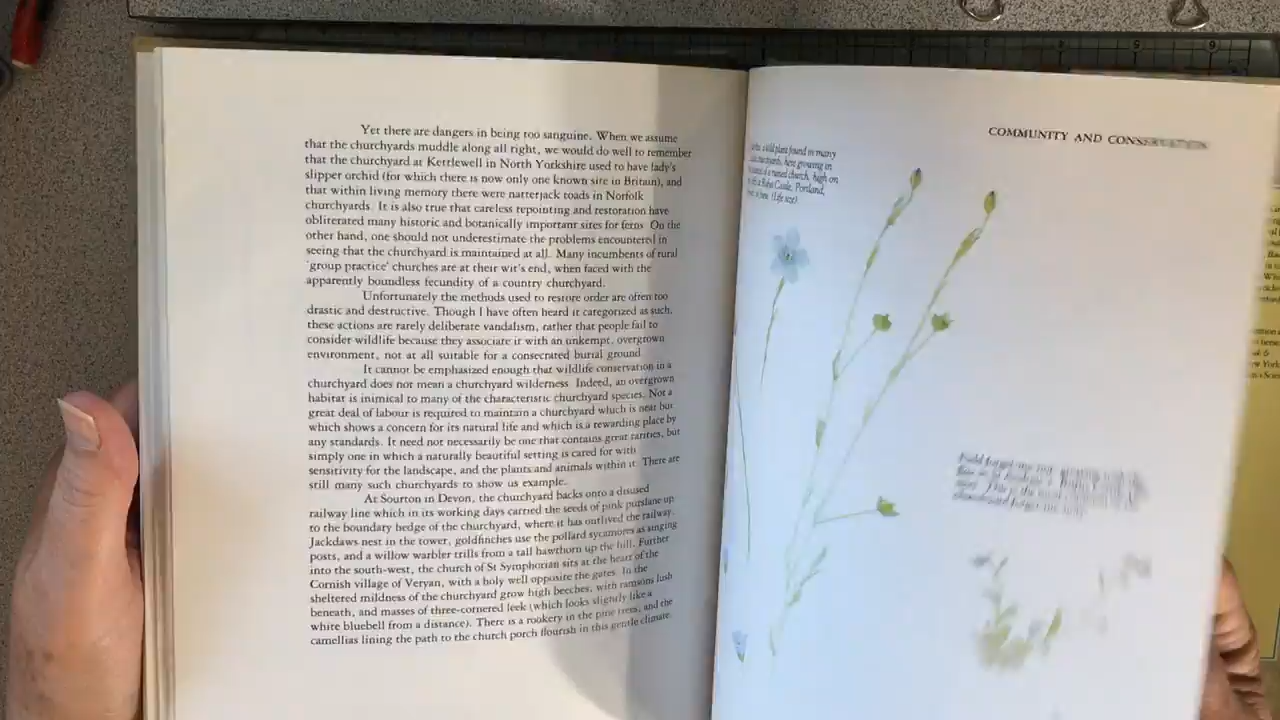 Yet there are dangers in being too sanguine. When we assume
that the churchyards muddle along all right, we would do well to remember
that the churchyard at Kettlewell in North Yorkshire used to have lady's
slipper orchid (for which there is now only one known site in Britain), and
that within living memory there were natterjack toads in Norfolk
churchyards. It is also true that careless repointing and restoration have
obliterated many historic and botanically important sites for ferns. On the
other hand, one should not underestimate the problems encountered in
seeing that the churchyard is maintained at all. Many incumbents of rural
'group practice' churches are at their wit's end, when faced with the
apparently boundless fecundity of a country churchyard.
Unfortunately the methods used to restore order are often too
drastic and destructive. Though I have often heard it categorized as such,
these actions are rarely deliberate vandalism, rather that people fail to
consider wildlife because they associate it with an unkempt, overgrown
environment, not at all suitable for a consecrated burial ground.
It cannot be emphasized enough that wildlife conservation in a
churchyard does not mean a churchyard wilderness. Indeed, an overgrown
habitat is inimical to many of the characteristic churchyard species. Not a
great deal of labour is required to maintain a churchyard which is neat but
which shows a concern for its natural life and which is a rewarding place by
any standards. It need not necessarily be one that contains great rarities, but
simply one in which a naturally beautiful setting is cared for with
sensitivity for the landscape, and the plants and animals within it. There are
still many such churchyards to show us example.
At Sourton in Devon, the churchyard backs onto a disused
railway line which in its working days carried the seeds of pink purslane up
to the boundary hedge of the churchyard, where it has outlived the railway.
Jackdaws nest in the tower, goldfinches use the pollard sycamores as singing
posts, and a willow warbler trills from a tall hawthorn up the hill. Further
into the south-west, the church of St Symphorian sits at the heart of the
Cornish village of Veryan, with a holy well opposite the gates. In the
sheltered mildness of the churchyard grow high beeches, with ramsons lush
beneath, and masses of three-cornered leek (which looks slightly like a
white bluebell from a distance). There is a rookery in the pine trees, and the
camellias lining the path to the church porch flourish in this gentle climate.
COMMUNITY AND CONSERVATION
a wild plant found in many
churchyards, here growing in
of a ruined church, high on
Castle, Portland,
(Life size)